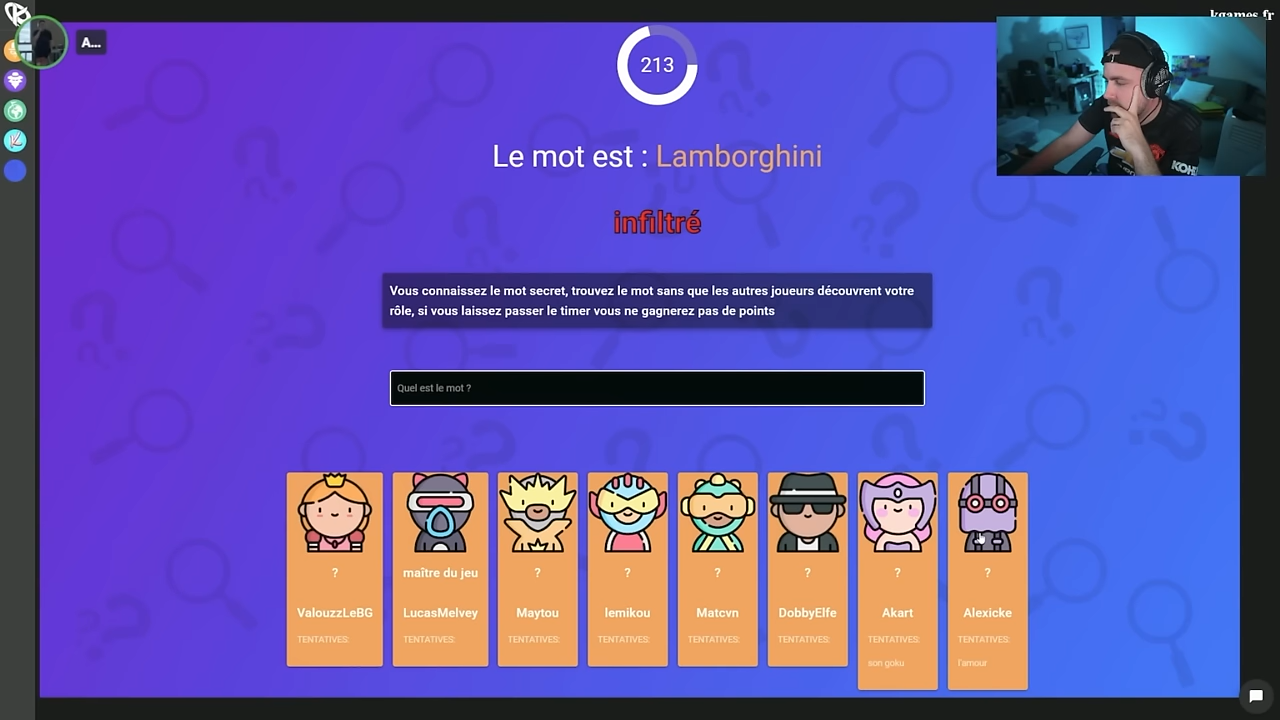 kgames.fr
A...
213
Le mot est : Lamborghini
infiltré
Vous connaissez le mot secret, trouvez le mot sans que les autres joueurs découvrent votre
rôle, si vous laissez passer le timer vous ne gagnerez pas de points
Quel est le mot ?
? maître du jeu ? ? ? ? ? ?
ValouzzLeBG LucasMelvey Maytou lemikou Matcvn DobbyElfe Akart Alexicke
TENTATIVES: TENTATIVES: TENTATIVES: TENTATIVES: TENTATIVES: TENTATIVES: TENTATIVES: TENTATIVES:
son goku l'amour